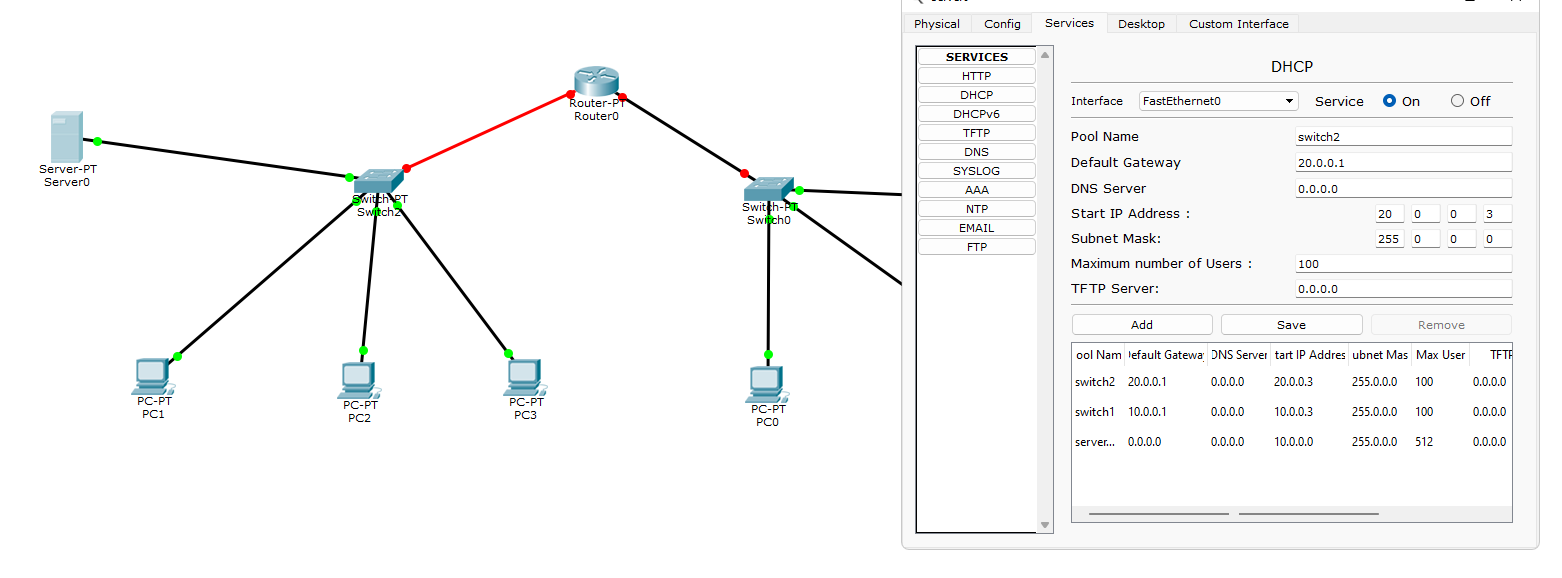 Physical Config Services Desktop Custom Interface
SERVICES
HTTP
DHCP
DHCPv6
TFTP
DNS
SYSLOG
AAA
NTP
EMAIL
FTP
DHCP
Interface FastEthernet0 Service On Off
Pool Name switch2
Default Gateway 20.0.0.1
DNS Server 0.0.0.0
Start IP Address : 20 0 0 3
Subnet Mask: 255 0 0 0
Maximum number of Users : 100
TFTP Server: 0.0.0.0
Add Save Remove
ool Nam efault Gateway DNS Server tart IP Addres ubnet Mas Max User TFTP
switch2 20.0.0.1 0.0.0.0 20.0.0.3 255.0.0.0 100 0.0.0.0
switch1 10.0.0.1 0.0.0.0 10.0.0.3 255.0.0.0 100 0.0.0.0
server... 0.0.0.0 0.0.0.0 10.0.0.0 255.0.0.0 512 0.0.0.0
Router-PT
Router0
Server-PT
Server0
Switch-PT
Switch2
Switch-PT
Switch0
PC-PT
PC1
PC-PT
PC2
PC-PT
PC3
PC-PT
PC0